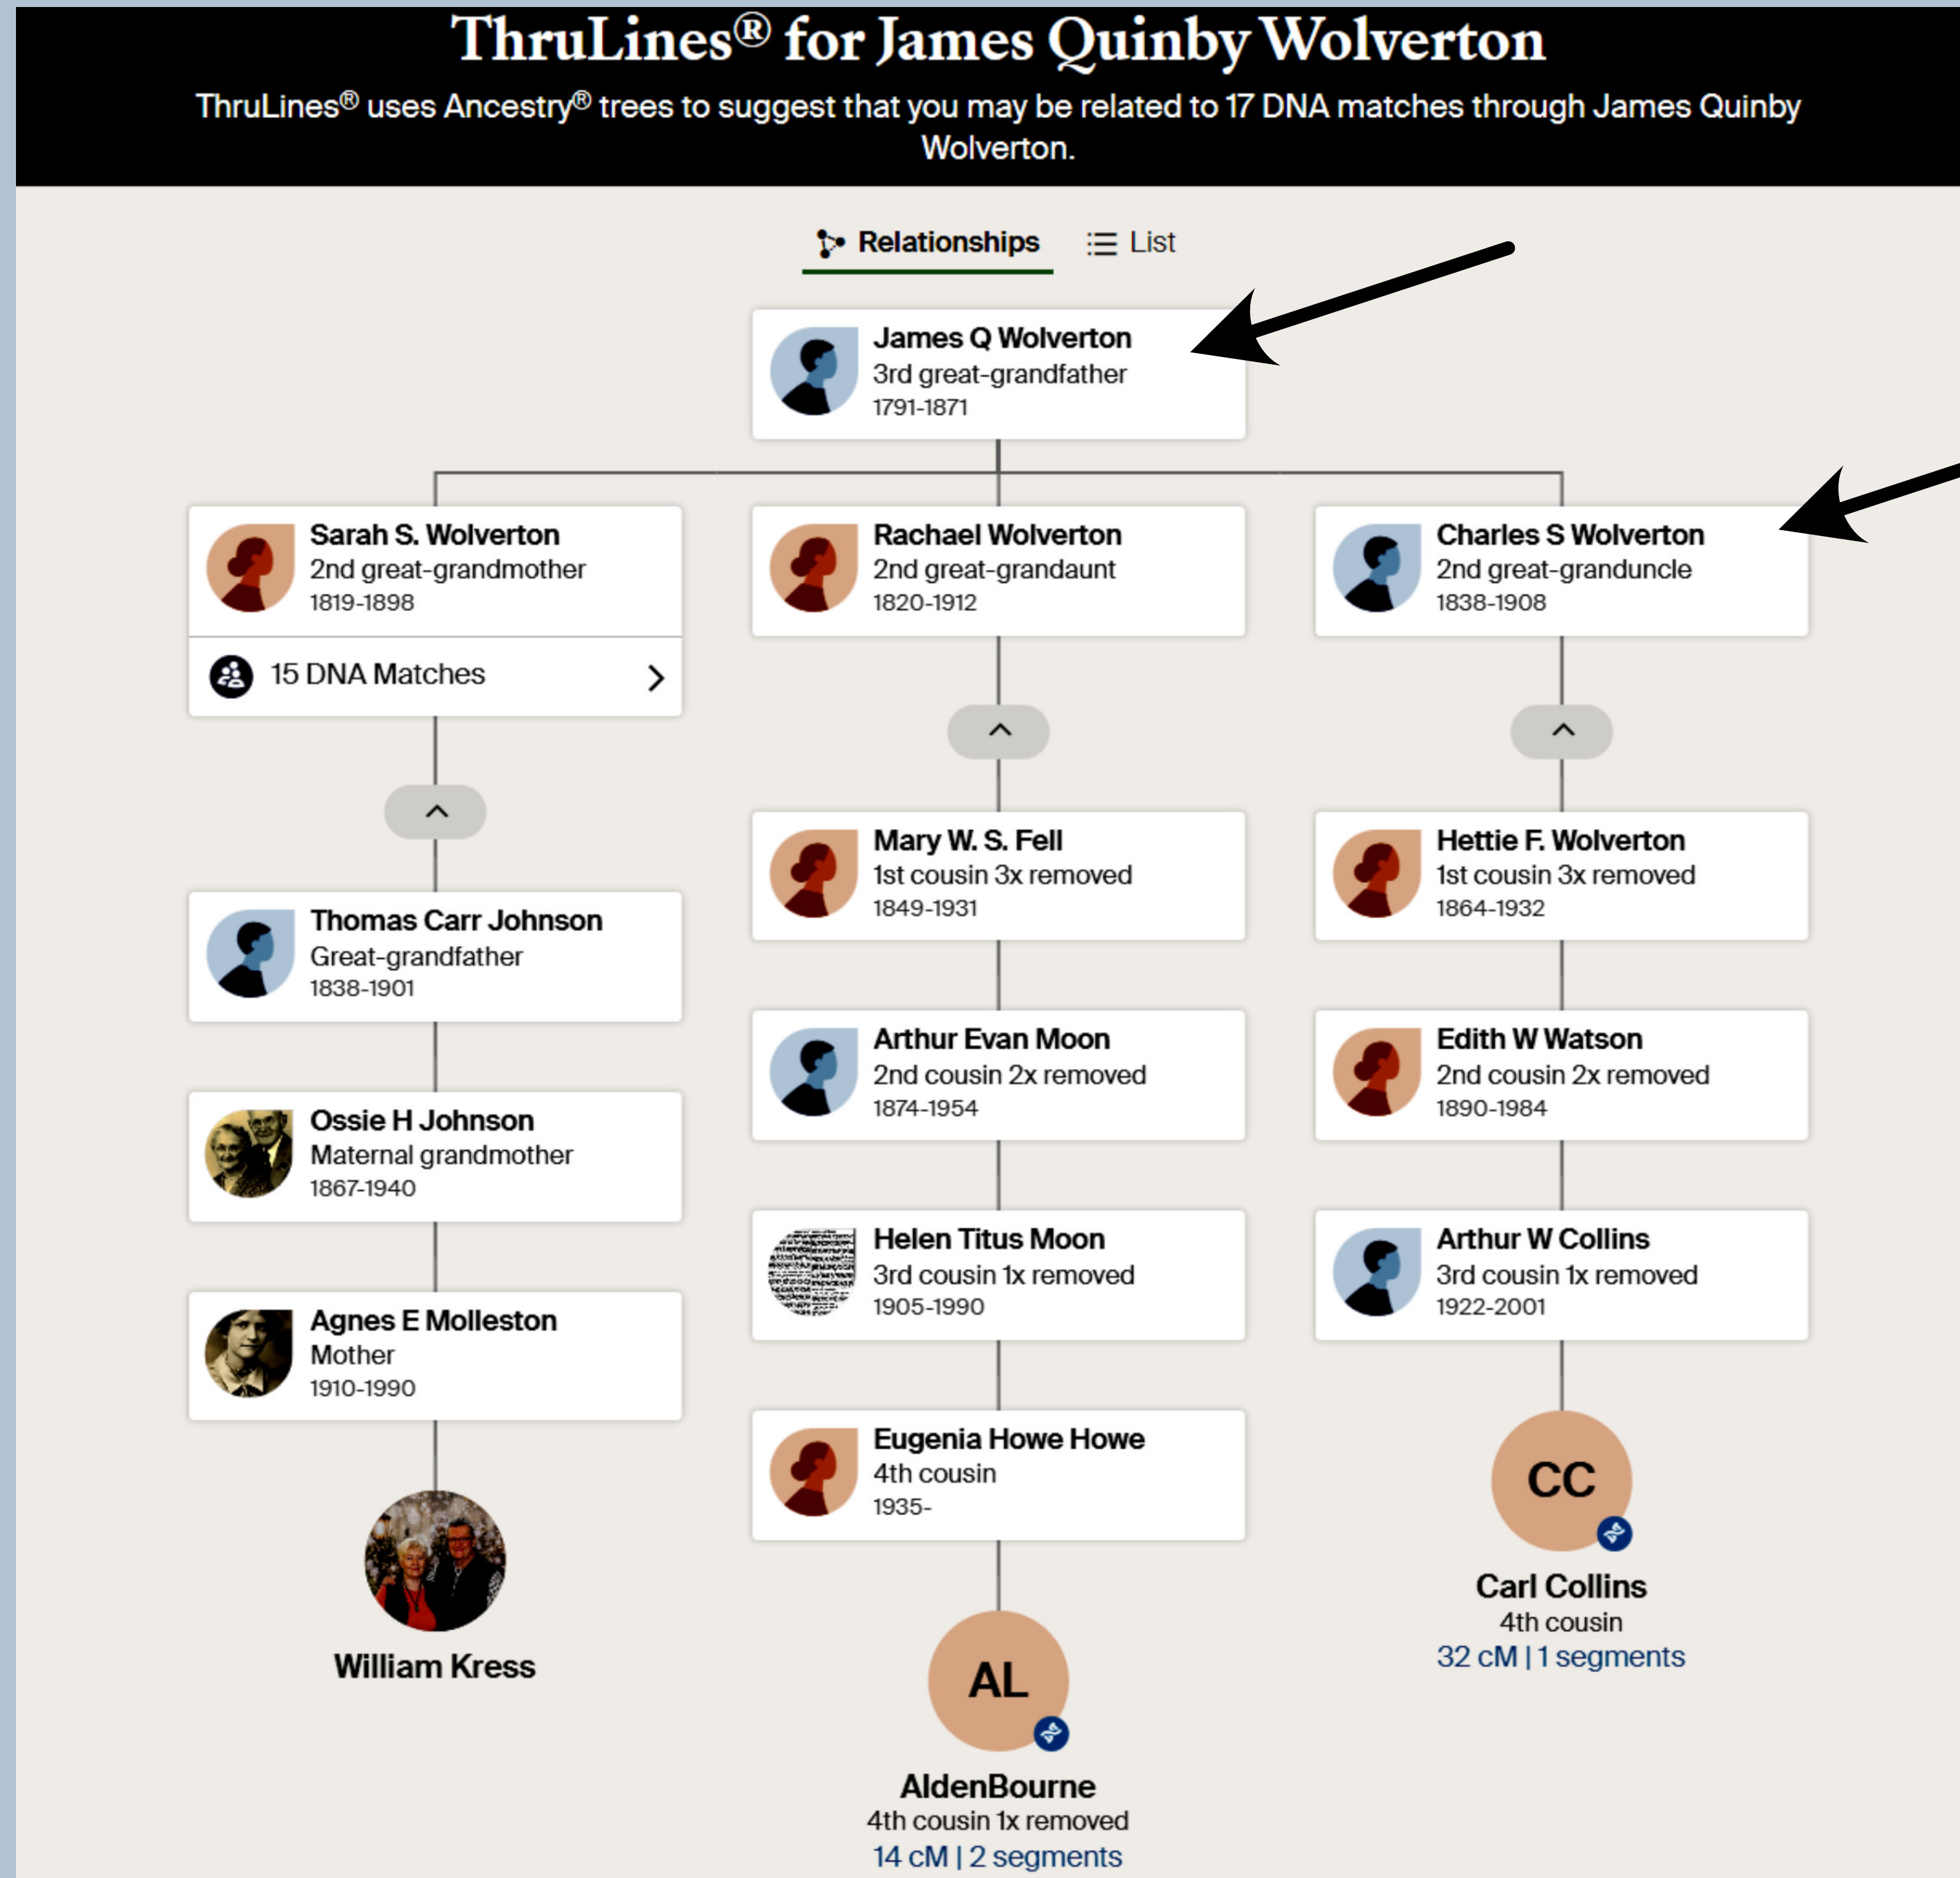 ThruLines® for James Quinby Wolverton
ThruLines® uses Ancestry® trees to suggest that you may be related to 17 DNA matches through James Quinby
Wolverton.
Relationships
List
James Q Wolverton
3rd great-grandfather
1791-1871
Sarah S. Wolverton
2nd great-grandmother
1819-1898
15 DNA Matches
Thomas Carr Johnson
Great-grandfather
1838-1901
Ossie H Johnson
Maternal grandmother
1867-1940
Agnes E Molleston
Mother
1910-1990
William Kress
Rachael Wolverton
2nd great-grandaunt
1820-1912
Mary W. S. Fell
1st cousin 3x removed
1849-1931
Arthur Evan Moon
2nd cousin 2x removed
1874-1954
Helen Titus Moon
3rd cousin 1x removed
1905-1990
Eugenia Howe Howe
4th cousin
1935-
AL
AldenBourne
4th cousin 1x removed
14 cM | 2 segments
Charles S Wolverton
2nd great-granduncle
1838-1908
Hettie F. Wolverton
1st cousin 3x removed
1864-1932
Edith W Watson
2nd cousin 2x removed
1890-1984
Arthur W Collins
3rd cousin 1x removed
1922-2001
CC
Carl Collins
4th cousin
32 cM | 1 segments